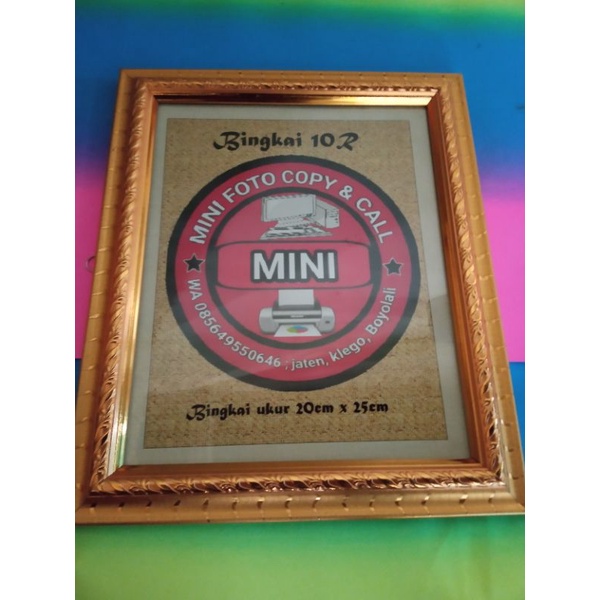 Bingkai 10R
MINI FOTO COPY & CALL
MINI
WA 085649550646 ; jaten, klego, Boyolali
Bingkai ukur 20cm x 25cm